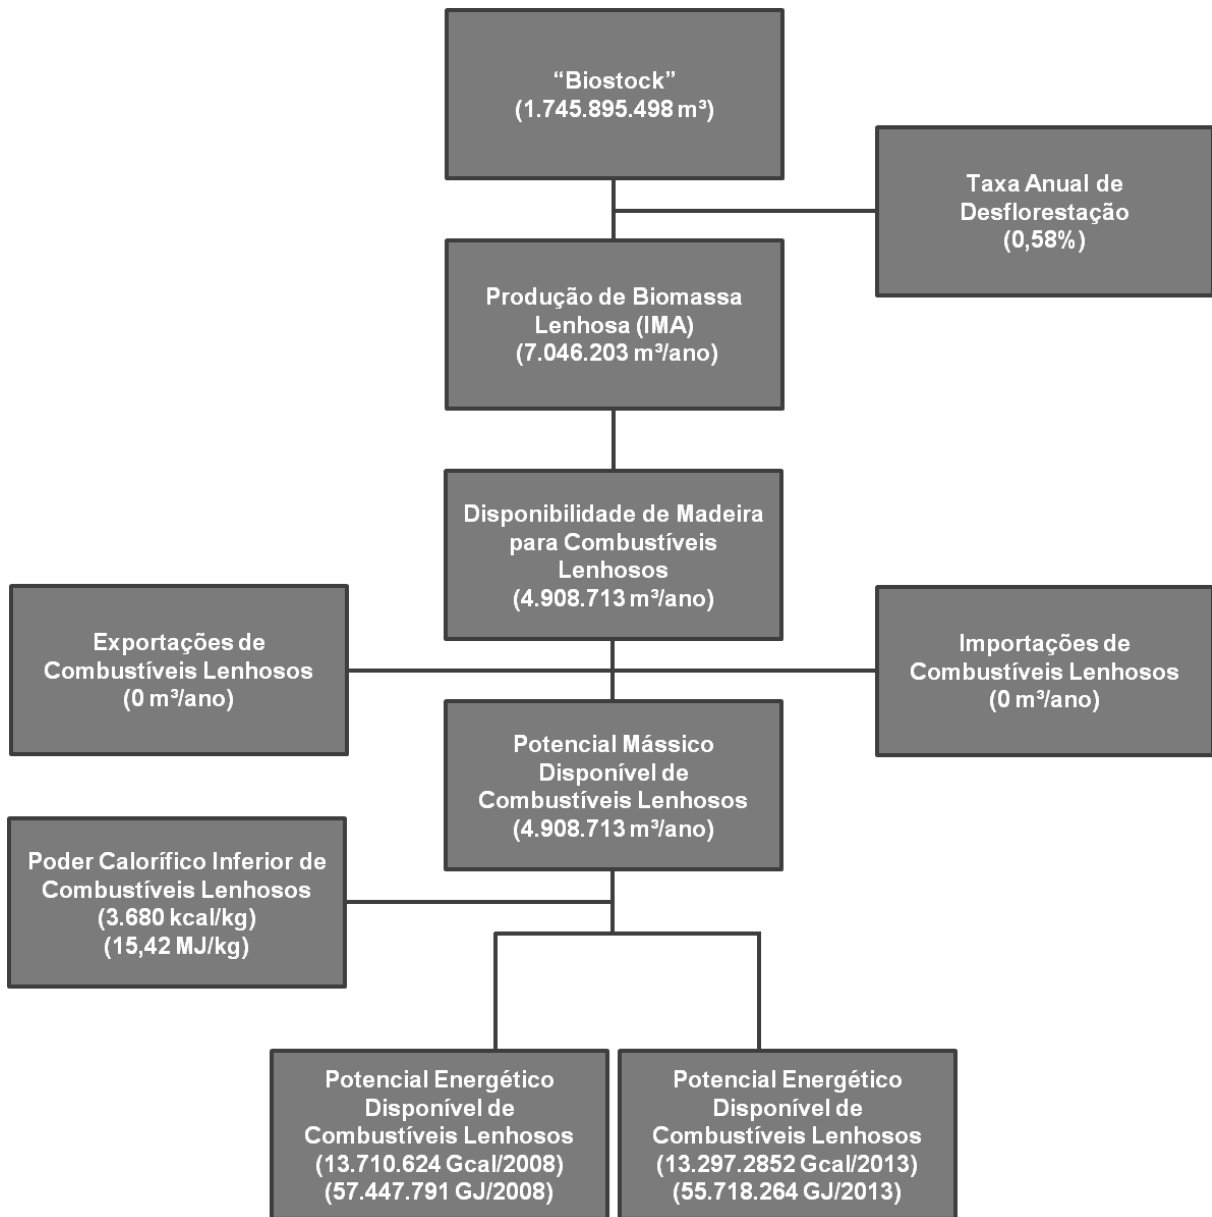 “Biostock”
(1.745.895.498 m³)
Taxa Anual de
Desflorestação
(0,58%)
Produção de Biomassa
Lenhosa (IMA)
(7.046.203 m³/ano)
Disponibilidade de Madeira
para Combustíveis
Lenhosos
(4.908.713 m³/ano)
Exportações de
Combustíveis Lenhosos
(0 m³/ano)
Importações de
Combustíveis Lenhosos
(0 m³/ano)
Potencial Mássico
Disponível de
Combustíveis Lenhosos
(4.908.713 m³/ano)
Poder Calorífico Inferior de
Combustíveis Lenhosos
(3.680 kcal/kg)
(15,42 MJ/kg)
Potencial Energético
Disponível de
Combustíveis Lenhosos
(13.710.624 Gcal/2008)
(57.447.791 GJ/2008)
Potencial Energético
Disponível de
Combustíveis Lenhosos
(13.297.2852 Gcal/2013)
(55.718.264 GJ/2013)